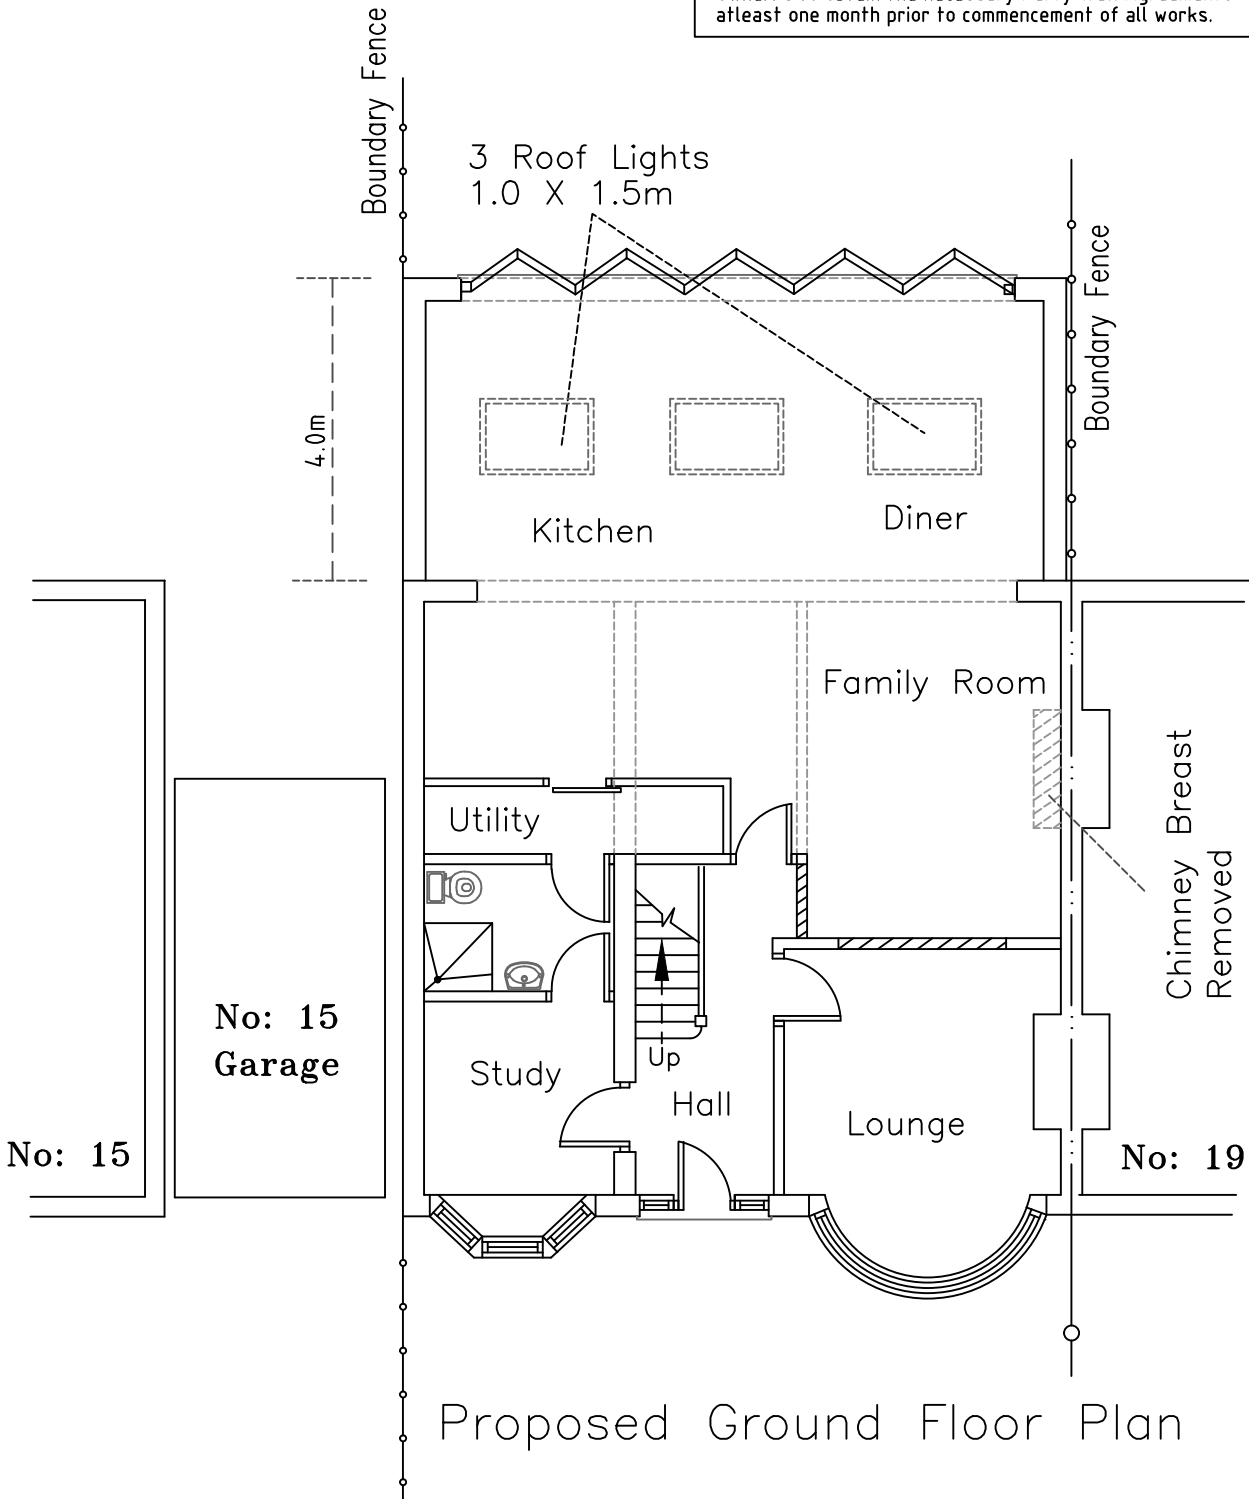 atleast one month prior to commencement of all works.
Boundary Fence
3 Roof Lights
1.0 X 1.5m
Boundary Fence
4.0m
Kitchen
Diner
Family Room
Utility
Chimney Breast
Removed
No: 15
Garage
Study
Up
Hall
Lounge
No: 15
No: 19
Proposed Ground Floor Plan